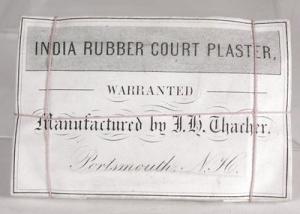 INDIA RUBBER COURT PLASTER,
WARRANTED
Manufactured by J. H. Thacher.
Portsmouth, N. H.